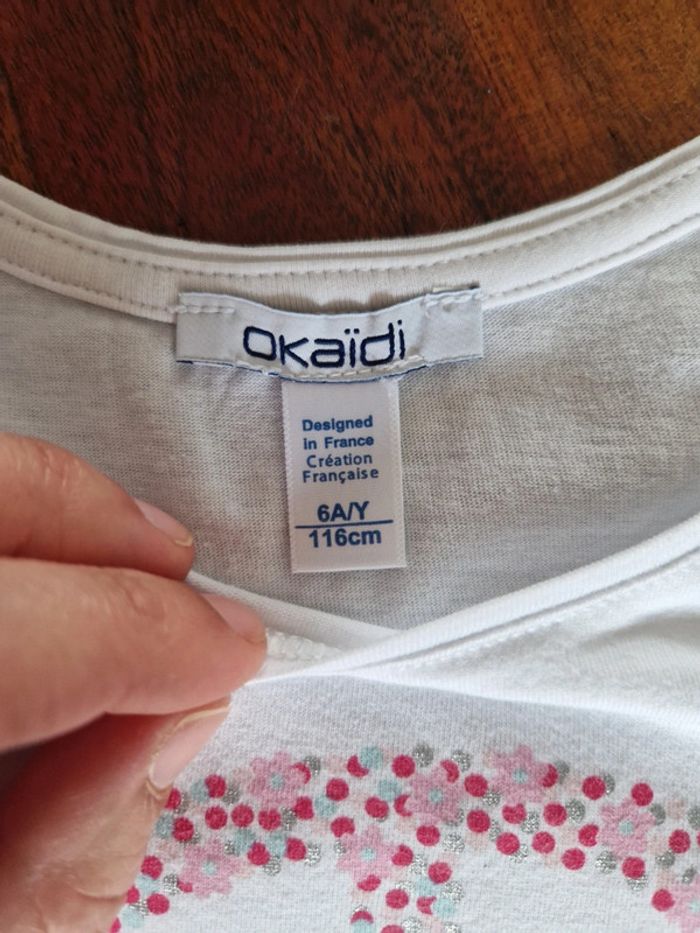 okaïdi
Designed
in France
Création
Française
6A/Y
116cm